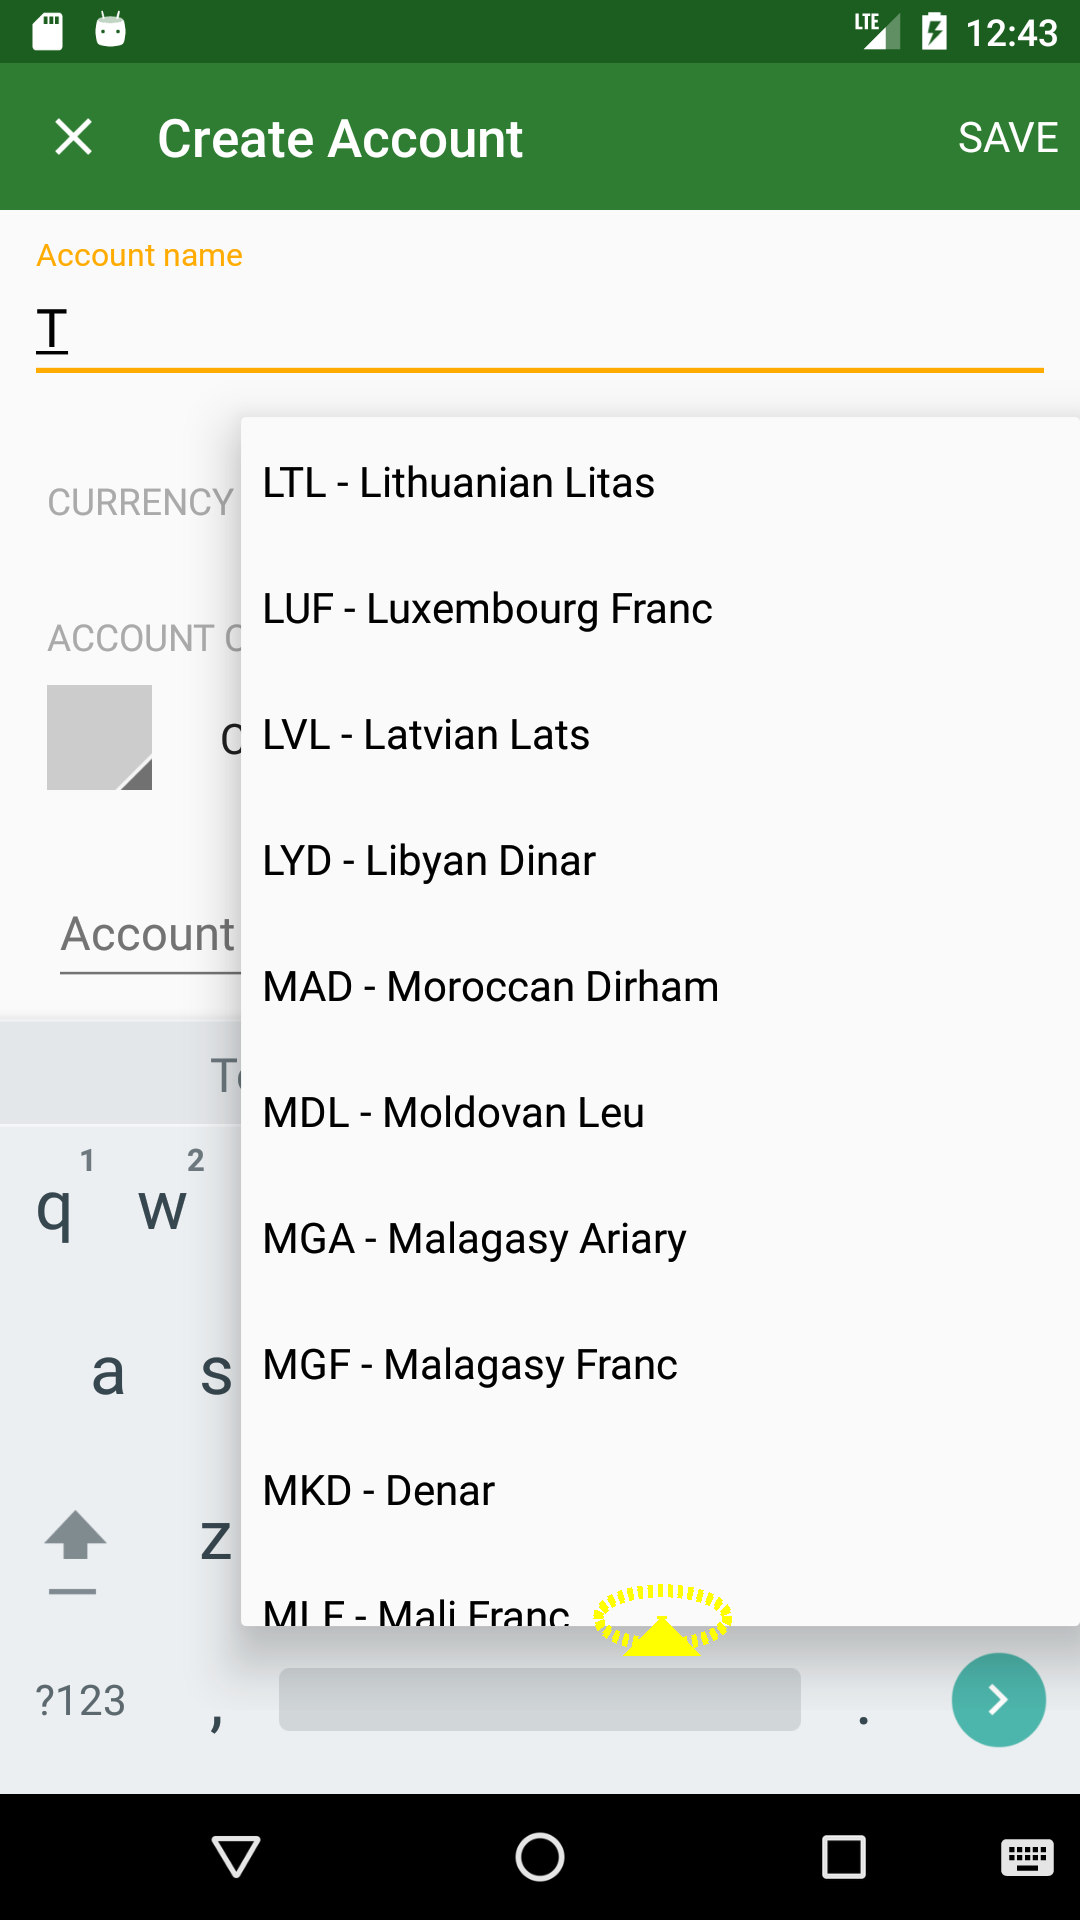 LTE 12:43
Create Account SAVE
Account name
T
CURRENCY
LTL - Lithuanian Litas
LUF - Luxembourg Franc
ACCOUNT
LVL - Latvian Lats
LYD - Libyan Dinar
Account
MAD - Moroccan Dirham
MDL - Moldovan Leu
1 2
q w
MGA - Malagasy Ariary
a s
MGF - Malagasy Franc
MKD - Denar
z
MLF - Mali Franc
?123 , .